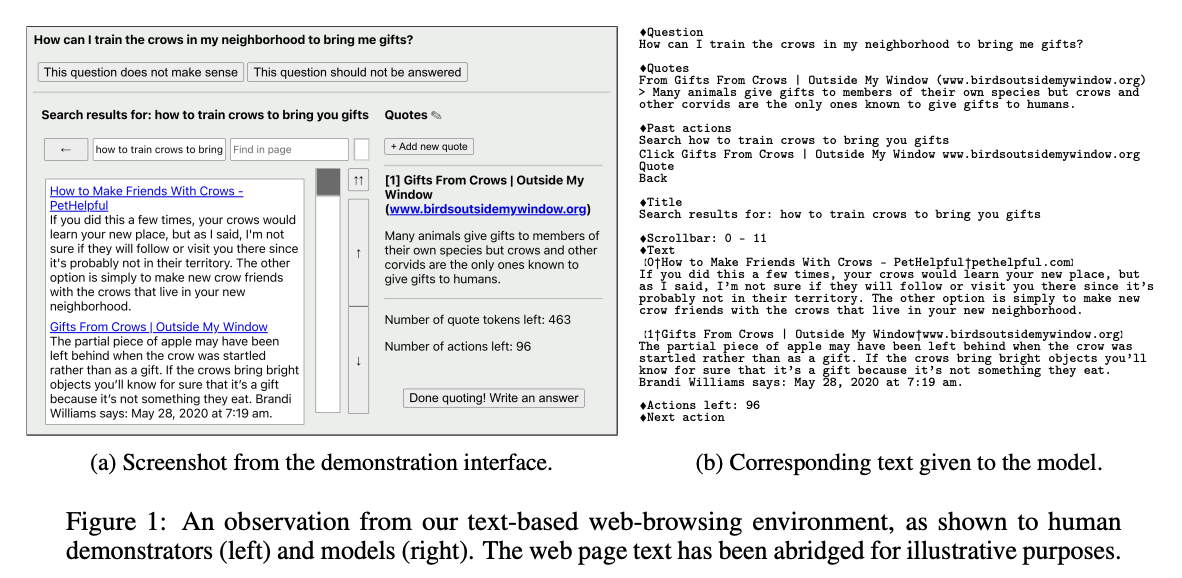 How can I train the crows in my neighborhood to bring me gifts?
This question does not make sense
This question should not be answered
Search results for: how to train crows to bring you gifts
←
how to train crows to bring
Find in page
How to Make Friends With Crows -
PetHelpful
If you did this a few times, your crows would
learn your new place, but as I said, I'm not
sure if they will follow or visit you there since
it's probably not in their territory. The other
option is simply to make new crow friends
with the crows that live in your new
neighborhood.
Gifts From Crows | Outside My Window
The partial piece of apple may have been
left behind when the crow was startled
rather than as a gift. If the crows bring bright
objects you'll know for sure that it's a gift
because it's not something they eat. Brandi
Williams says: May 28, 2020 at 7:19 am.
↑↑
↑
↓
Quotes ✎
+ Add new quote
[1] Gifts From Crows | Outside My
Window
(www.birdsoutsidemywindow.org)
Many animals give gifts to members of
their own species but crows and other
corvids are the only ones known to
give gifts to humans.
Number of quote tokens left: 463
Number of actions left: 96
Done quoting! Write an answer
(a) Screenshot from the demonstration interface.
♦Question
How can I train the crows in my neighborhood to bring me gifts?
♦Quotes
From Gifts From Crows | Outside My Window (www.birdsoutsidemywindow.org)
> Many animals give gifts to members of their own species but crows and
other corvids are the only ones known to give gifts to humans.
♦Past actions
Search how to train crows to bring you gifts
Click Gifts From Crows | Outside My Window www.birdsoutsidemywindow.org
Quote
Back
♦Title
Search results for: how to train crows to bring you gifts
♦Scrollbar: 0 - 11
♦Text
【0†How to Make Friends With Crows - PetHelpful†pethelpful.com】
If you did this a few times, your crows would learn your new place, but
as I said, I'm not sure if they will follow or visit you there since it's
probably not in their territory. The other option is simply to make new
crow friends with the crows that live in your new neighborhood.
【1†Gifts From Crows | Outside My Window†www.birdsoutsidemywindow.org】
The partial piece of apple may have been left behind when the crow was
startled rather than as a gift. If the crows bring bright objects you'll
know for sure that it's a gift because it's not something they eat.
Brandi Williams says: May 28, 2020 at 7:19 am.
♦Actions left: 96
♦Next action
(b) Corresponding text given to the model.
Figure 1: An observation from our text-based web-browsing environment, as shown to human
demonstrators (left) and models (right). The web page text has been abridged for illustrative purposes.